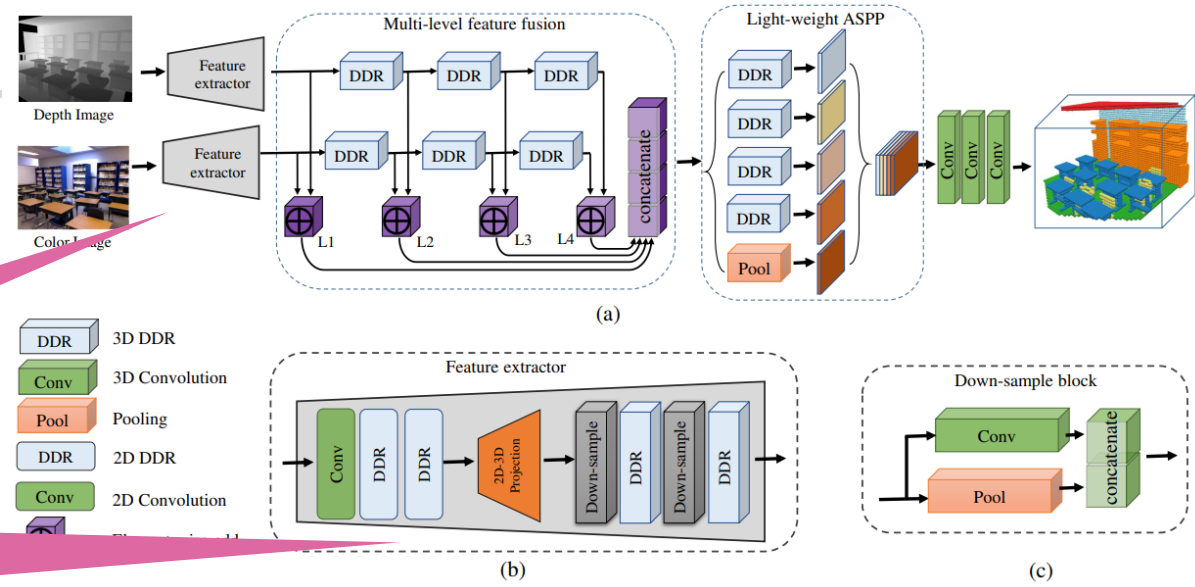 Multi-level feature fusion
Light-weight ASPP
Depth Image
Feature
extractor
DDR
DDR
DDR
Color Image
Feature
extractor
DDR
DDR
DDR
L1
L2
L3
L4
concatenate
DDR
DDR
DDR
DDR
Pool
Conv
Conv
Conv
(a)
DDR
3D DDR
Conv
3D Convolution
Pool
Pooling
DDR
2D DDR
Conv
2D Convolution
Feature extractor
Conv
DDR
DDR
2D-3D
Projection
Down-sample
DDR
Down-sample
DDR
(b)
Down-sample block
Conv
Pool
concatenate
(c)